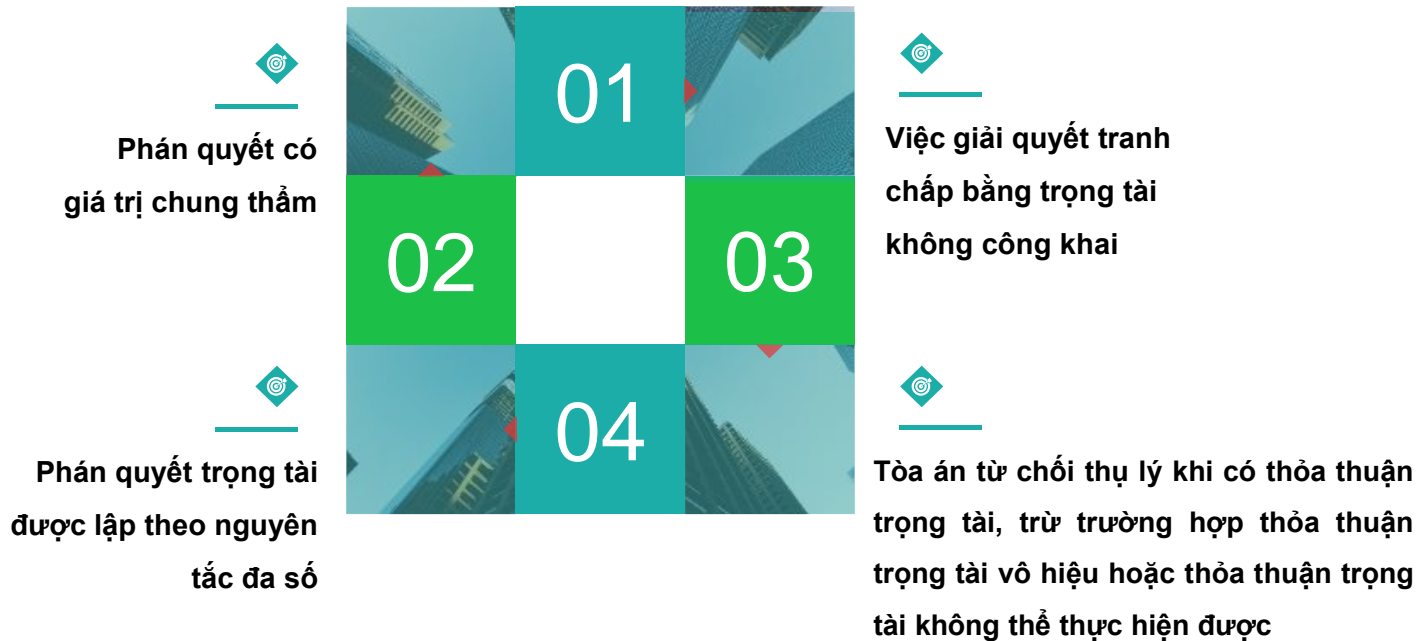 01
Phán quyết có
giá trị chung thẩm
Việc giải quyết tranh
chấp bằng trọng tài
không công khai
02
03
04
Phán quyết trọng tài
được lập theo nguyên
tắc đa số
Tòa án từ chối thụ lý khi có thỏa thuận
trọng tài, trừ trường hợp thỏa thuận
trọng tài vô hiệu hoặc thỏa thuận trọng
tài không thể thực hiện được